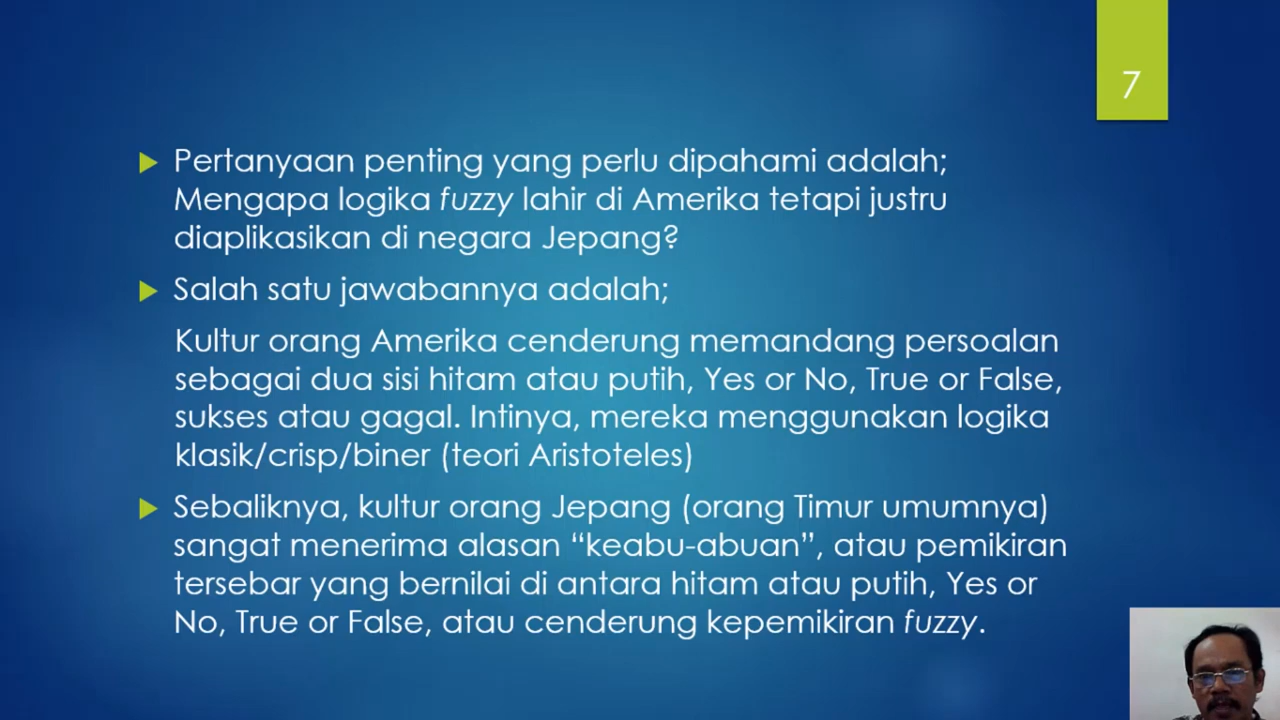 7
Pertanyaan penting yang perlu dipahami adalah;
Mengapa logika fuzzy lahir di Amerika tetapi justru
diaplikasikan di negara Jepang?
Salah satu jawabannya adalah;
Kultur orang Amerika cenderung memandang persoalan
sebagai dua sisi hitam atau putih, Yes or No, True or False,
sukses atau gagal. Intinya, mereka menggunakan logika
klasik/crisp/biner (teori Aristoteles)
Sebaliknya, kultur orang Jepang (orang Timur umumnya)
sangat menerima alasan “keabu-abuan”, atau pemikiran
tersebar yang bernilai di antara hitam atau putih, Yes or
No, True or False, atau cenderung kepemikiran fuzzy.